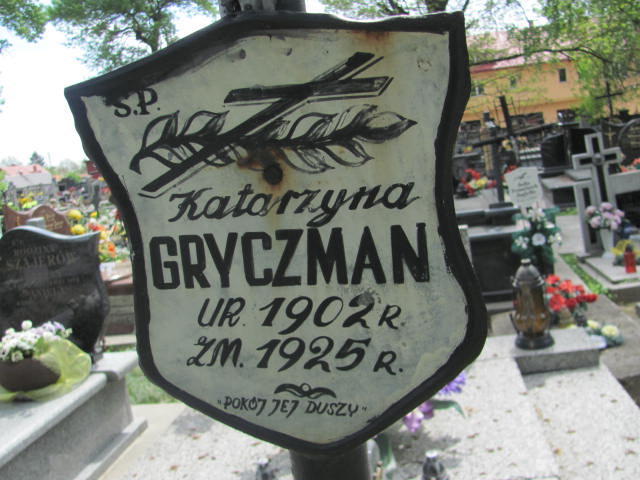 Ś.P.
Katarzyna
GRYCZMAN
UR. 1902 R.
ZM. 1925 R.
"POKÓJ JEJ DUSZY"